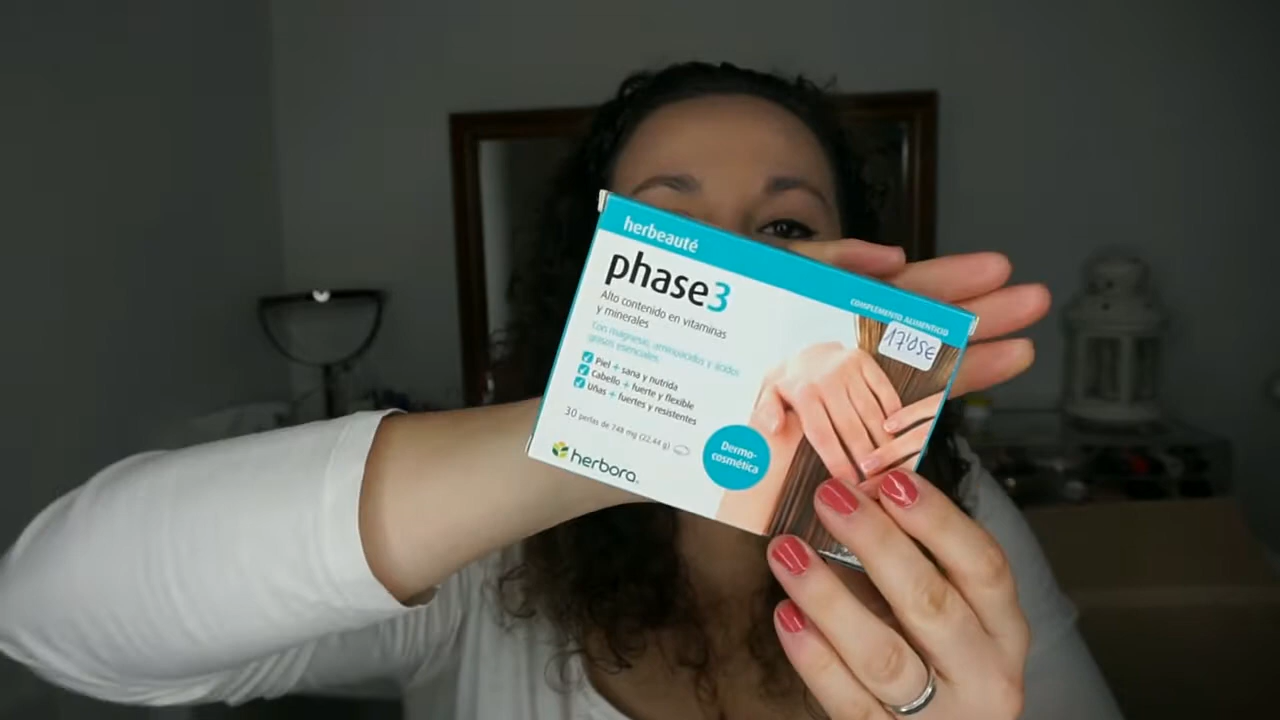 herbeauté
phase3
COMPLEMENTO ALIMENTICIO
17'05€
Alto contenido en vitaminas
y minerales
Con magnesio, aminoácidos y ácidos
grasos esenciales
Piel + sana y nutrida
Cabello + fuerte y flexible
Uñas + fuertes y resistentes
30 perlas de 748 mg (22,44 g)
Dermo-
cosmética
herbora